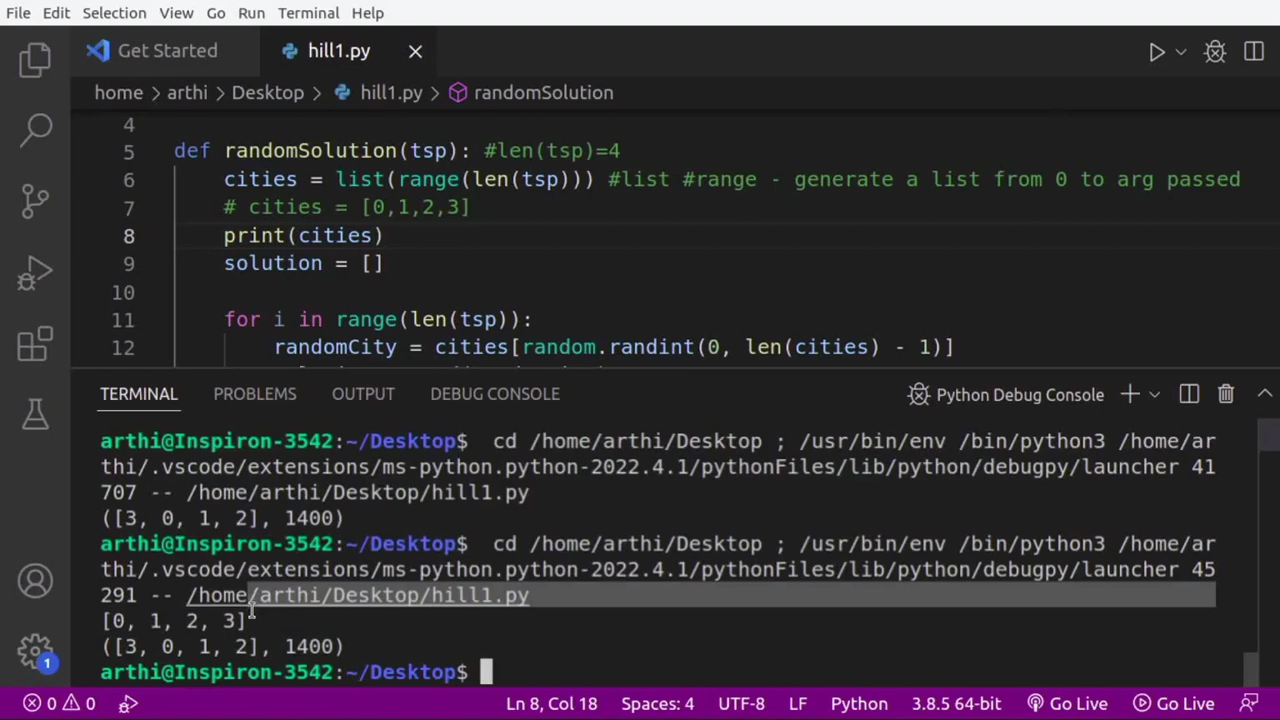 File Edit Selection View Go Run Terminal Help
Get Started hill1.py
home > arthi > Desktop > hill1.py > randomSolution
4
5 def randomSolution(tsp): #len(tsp)=4
6 cities = list(range(len(tsp))) #list #range - generate a list from 0 to arg passed
7 # cities = [0,1,2,3]
8 print(cities)
9 solution = []
10
11 for i in range(len(tsp)):
12 randomCity = cities[random.randint(0, len(cities) - 1)]
TERMINAL PROBLEMS OUTPUT DEBUG CONSOLE Python Debug Console
arthi@Inspiron-3542:~/Desktop$ cd /home/arthi/Desktop ; /usr/bin/env /bin/python3 /home/ar
thi/.vscode/extensions/ms-python.python-2022.4.1/pythonFiles/lib/python/debugpy/launcher 41
707 -- /home/arthi/Desktop/hill1.py
([3, 0, 1, 2], 1400)
arthi@Inspiron-3542:~/Desktop$ cd /home/arthi/Desktop ; /usr/bin/env /bin/python3 /home/ar
thi/.vscode/extensions/ms-python.python-2022.4.1/pythonFiles/lib/python/debugpy/launcher 45
291 -- /home/arthi/Desktop/hill1.py
[0, 1, 2, 3]
([3, 0, 1, 2], 1400)
arthi@Inspiron-3542:~/Desktop$
1
0 0 Ln 8, Col 18 Spaces: 4 UTF-8 LF Python 3.8.5 64-bit Go Live Go Live